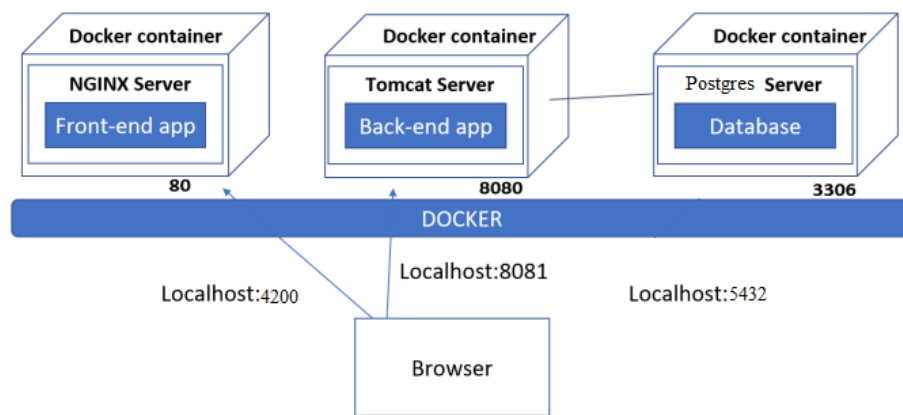 Docker container
Docker container
Docker container
NGINX Server
Tomcat Server
Postgres Server
Front-end app
Back-end app
Database
80
8080
3306
DOCKER
Localhost:8081
Localhost:4200
Localhost:5432
Browser